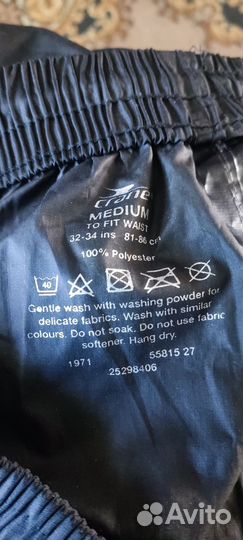 crane
MEDIUM
TO FIT WAIST
32-34 ins 81-86 cm
100% Polyester
40
Gentle wash with washing powder for
delicate fabrics. Wash with similar
colours. Do not soak. Do not use fabric
softener. Hang dry.
1971 55815 27
25298406
Avito